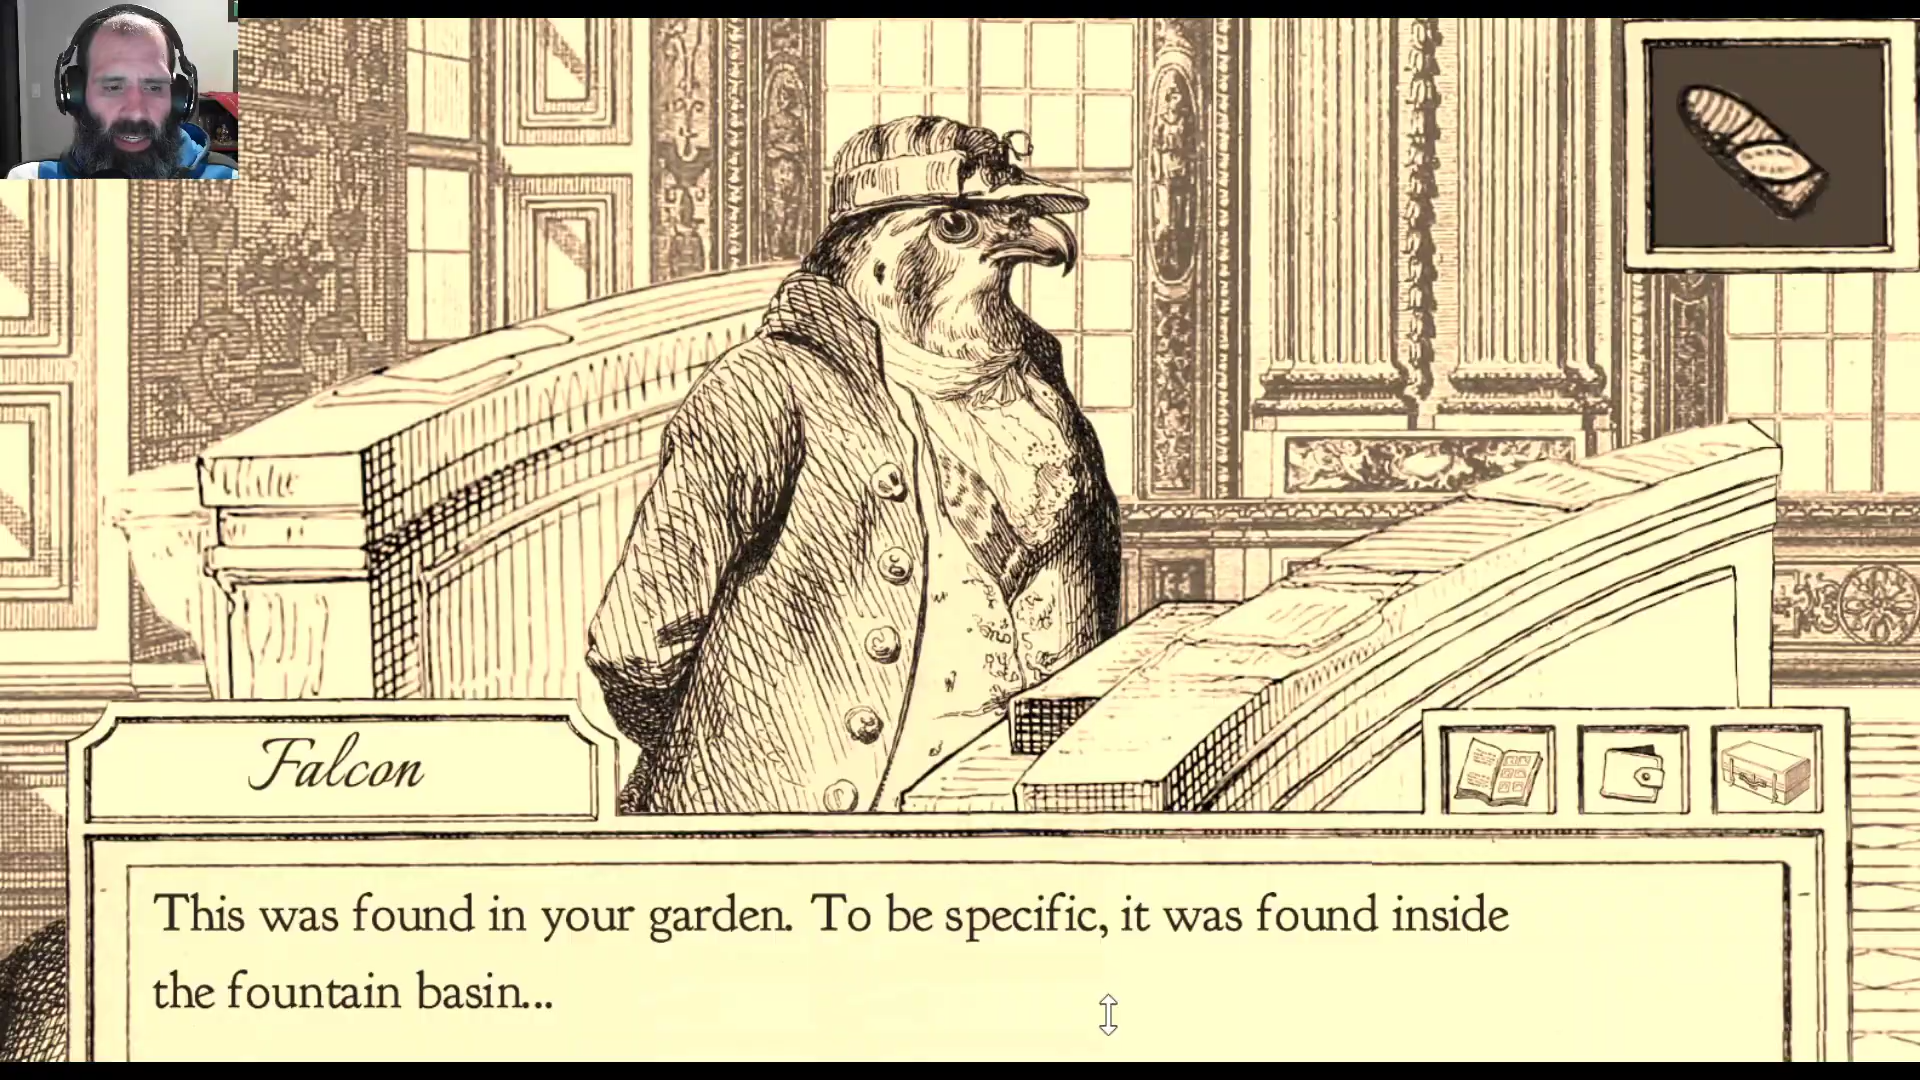 Falcon
This was found in your garden. To be specific, it was found inside
the fountain basin...